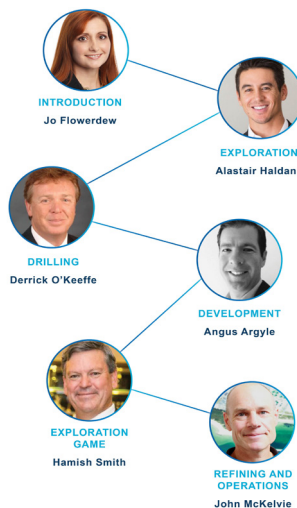 INTRODUCTION
Jo Flowerdew
EXPLORATION
Alastair Haldan
DRILLING
Derrick O'Keeffe
DEVELOPMENT
Angus Argyle
EXPLORATION
GAME
Hamish Smith
REFINING AND
OPERATIONS
John McKelvie